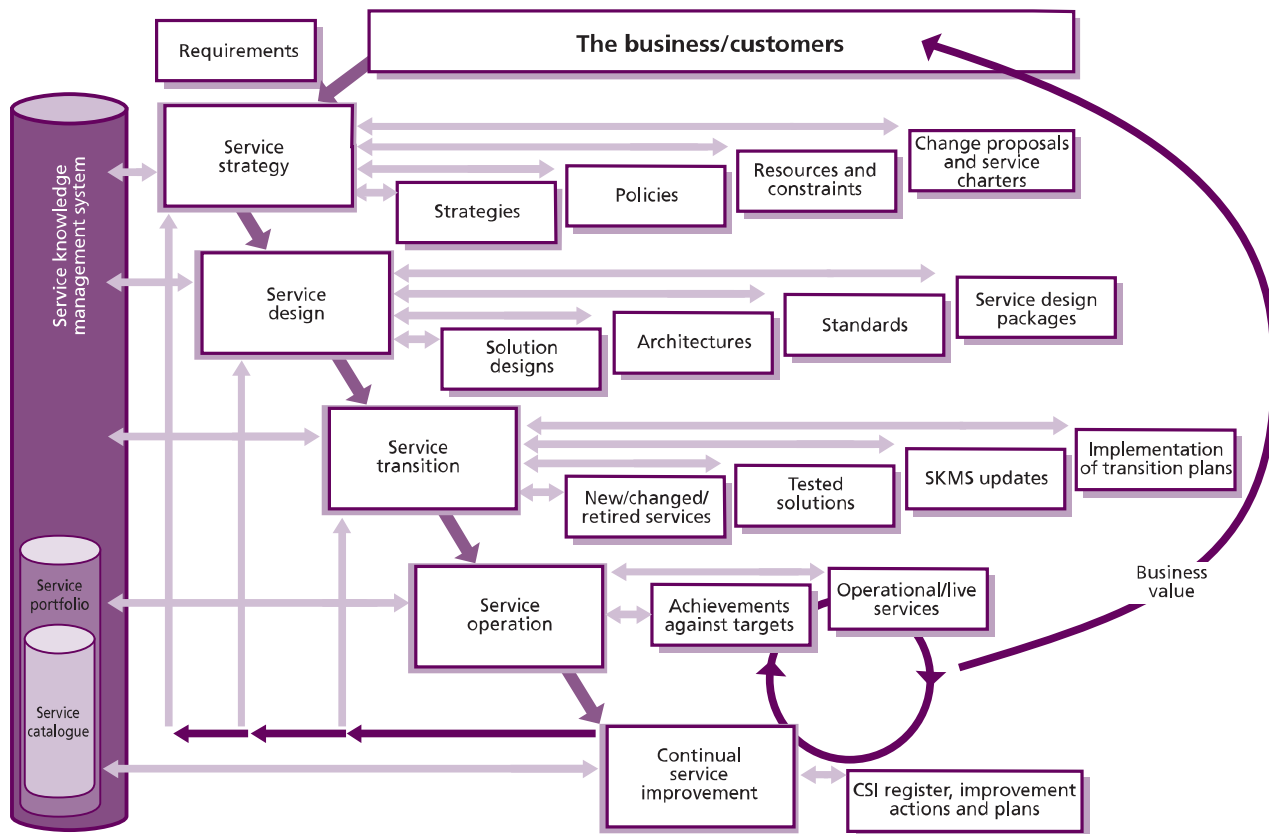 Requirements
The business/customers
Service knowledge
management system
Service
strategy
Strategies
Policies
Resources and
constraints
Change proposals
and service
charters
Service
design
Solution
designs
Architectures
Standards
Service design
packages
Service
transition
New/changed/
retired services
Tested
solutions
SKMS updates
Implementation
of transition plans
Service
portfolio
Service
catalogue
Service
operation
Achievements
against targets
Operational/live
services
Business
value
Continual
service
improvement
CSI register, improvement
actions and plans